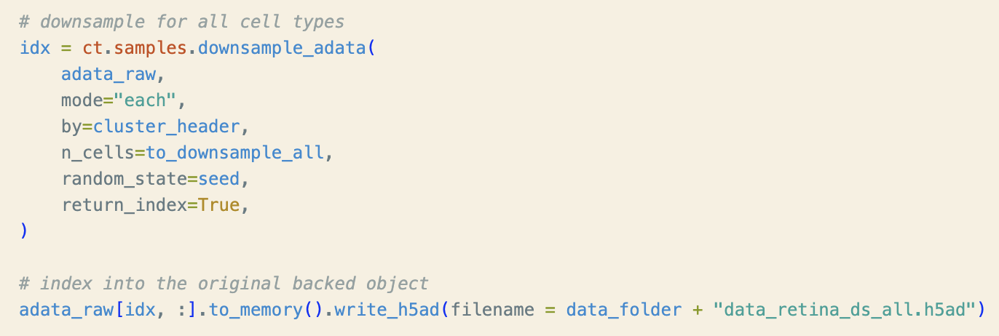 # downsample for all cell types
idx = ct.samples.downsample_adata(
    adata_raw,
    mode="each",
    by=cluster_header,
    n_cells=to_downsample_all,
    random_state=seed,
    return_index=True,
)

# index into the original backed object
adata_raw[idx, :].to_memory().write_h5ad(filename = data_folder + "data_retina_ds_all.h5ad")